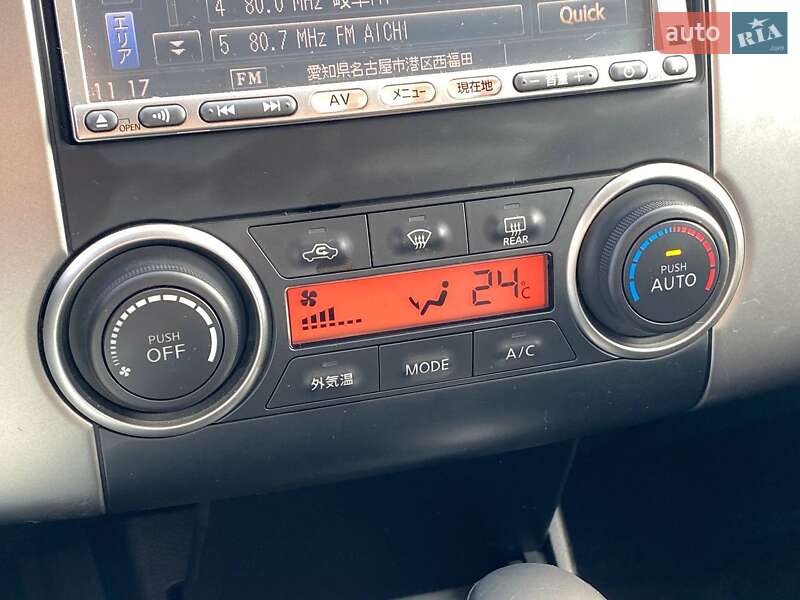 4 80.0 MHz 岐阜FM
エリア
5 80.7 MHz FM AICHI
Quick
auto RIA
11:17
FM
愛知県名古屋市港区西福田
OPEN
AV
メニュー
現在地
− 音量 +
REAR
24°C
PUSH
OFF
PUSH
AUTO
外気温
MODE
A/C